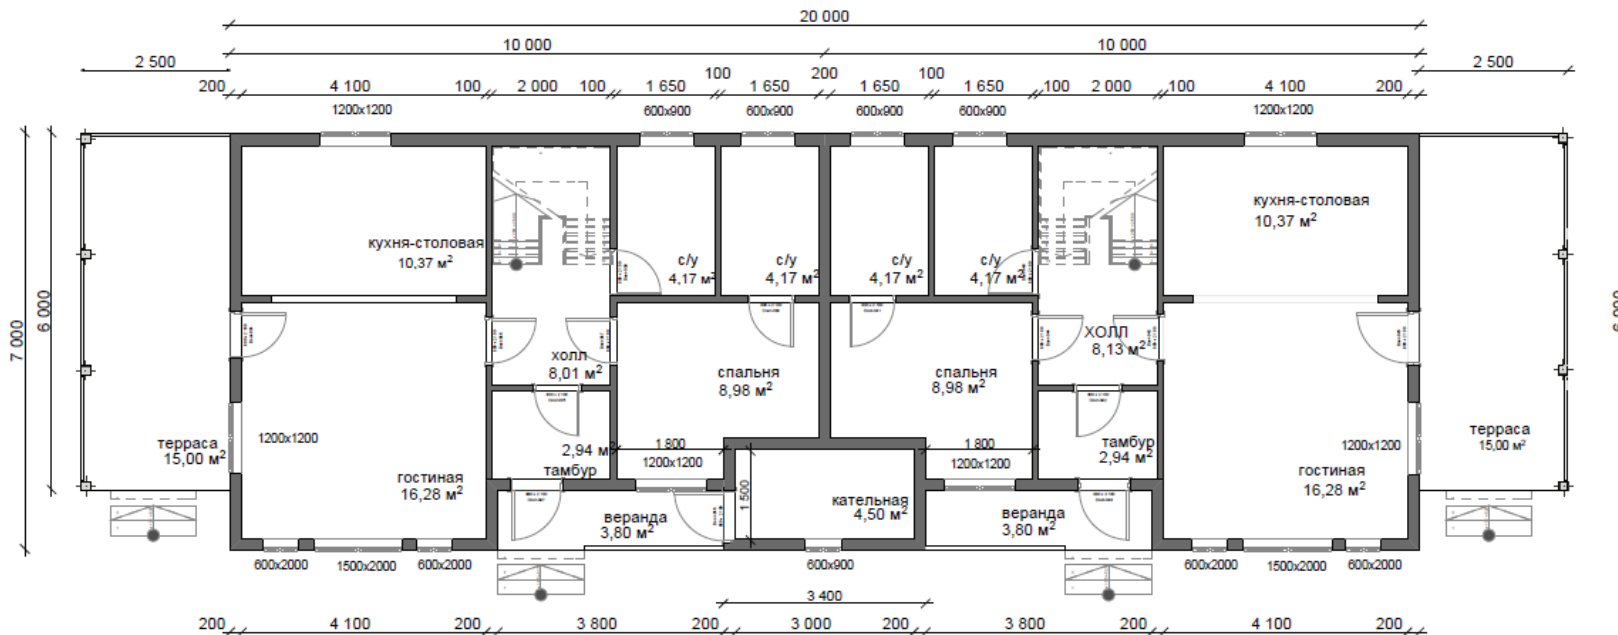 20 000
10 000
10 000
2 500
2 500
200
4 100
100
2 000
100
1 650
100
1 650
200
1 650
100
1 650
100
2 000
100
4 100
200
1200x1200
600x900
600x900
600x900
600x900
1200x1200
7 000
6 000
6 000
кухня-столовая
10,37 м²
с/у
4,17 м²
с/у
4,17 м²
с/у
4,17 м²
с/у
4,17 м²
кухня-столовая
10,37 м²
холл
8,01 м²
спальня
8,98 м²
спальня
8,98 м²
ХОЛЛ
8,13 м²
терраса
15,00 м²
1200x1200
гостиная
16,28 м²
2,94 м²
тамбур
1 800
1200x1200
1 500
кательная
4,50 м²
1 800
1200x1200
тамбур
2,94 м²
1200x1200
гостиная
16,28 м²
терраса
15,00 м²
веранда
3,80 м²
веранда
3,80 м²
600x2000
1500x2000
600x2000
600x900
600x2000
1500x2000
600x2000
3 400
200
4 100
200
3 800
200
3 000
200
3 800
200
4 100
200